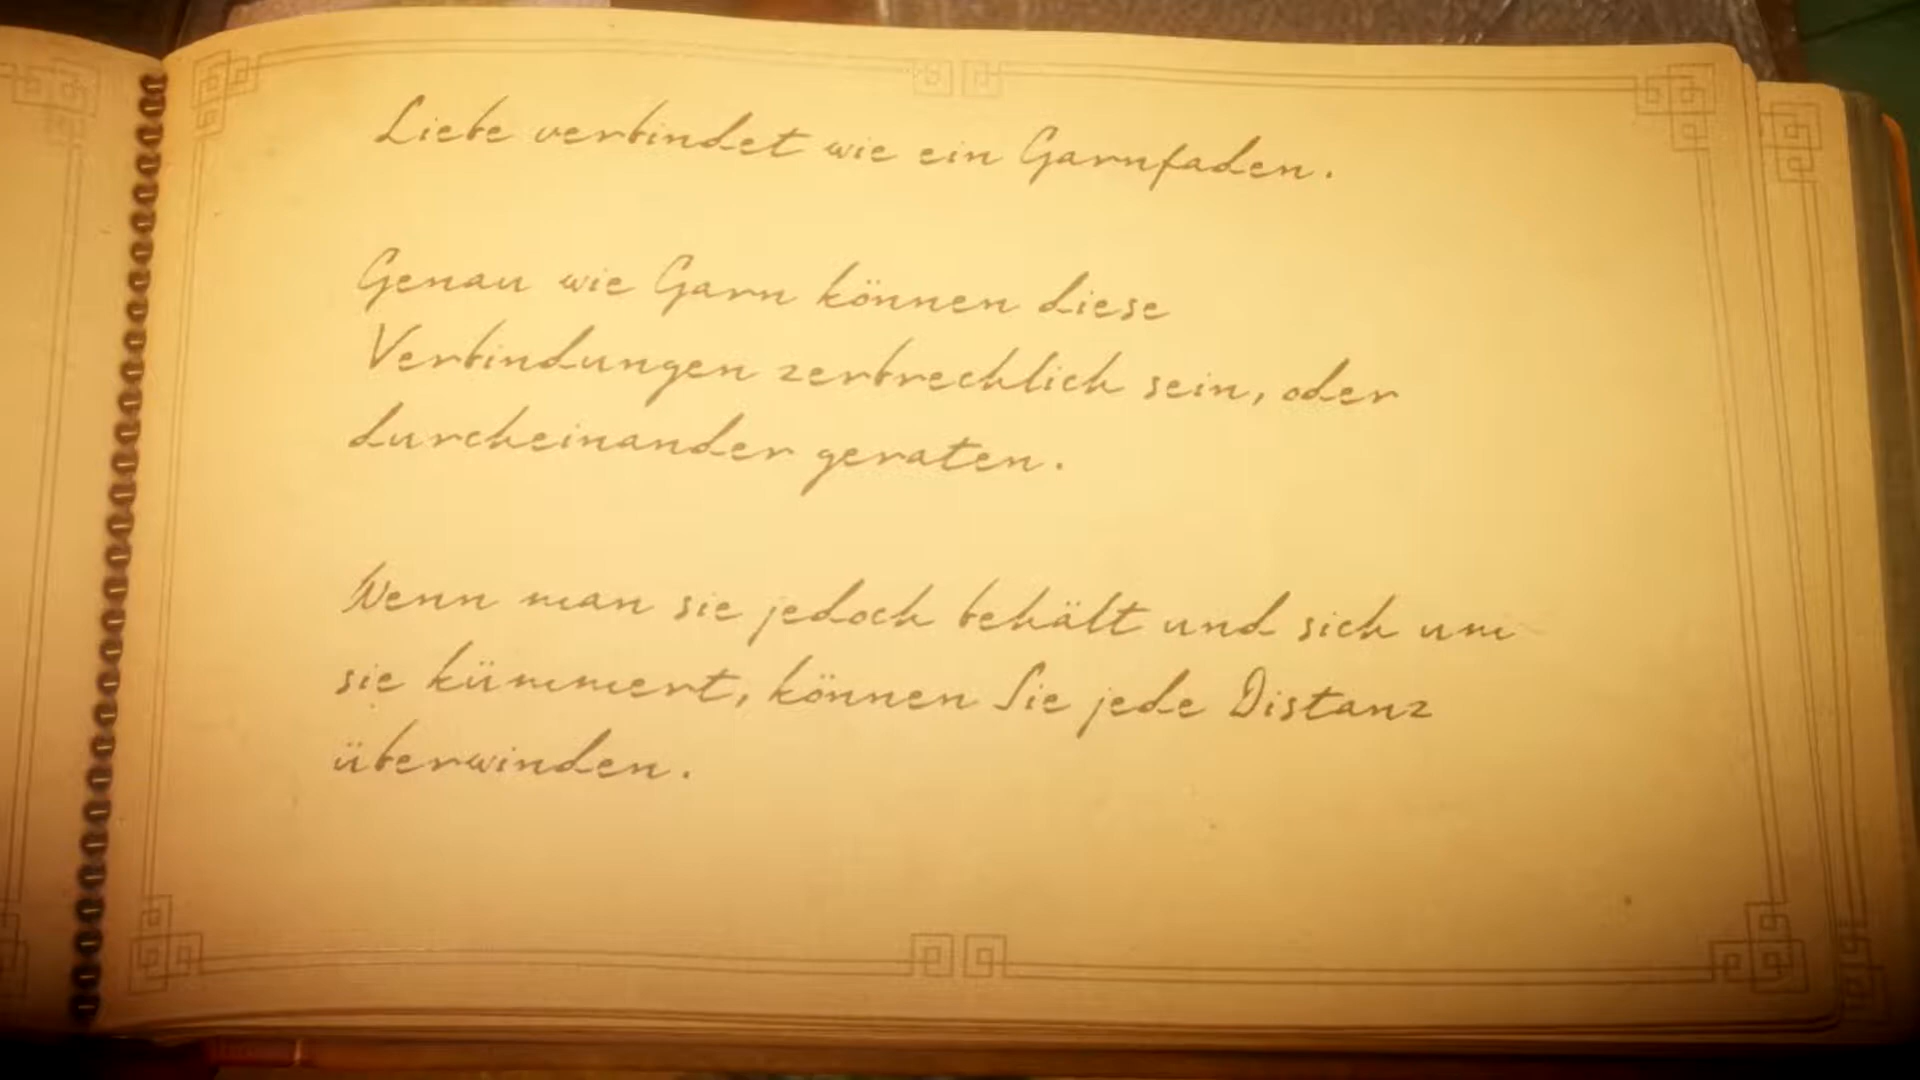 Liebe verbindet wie ein Garnfaden.
Genau wie Garn können diese
Verbindungen zerbrechlich sein, oder
durcheinander geraten.
Wenn man sie jedoch behält und sich um
sie kümmert, können Sie jede Distanz
überwinden.